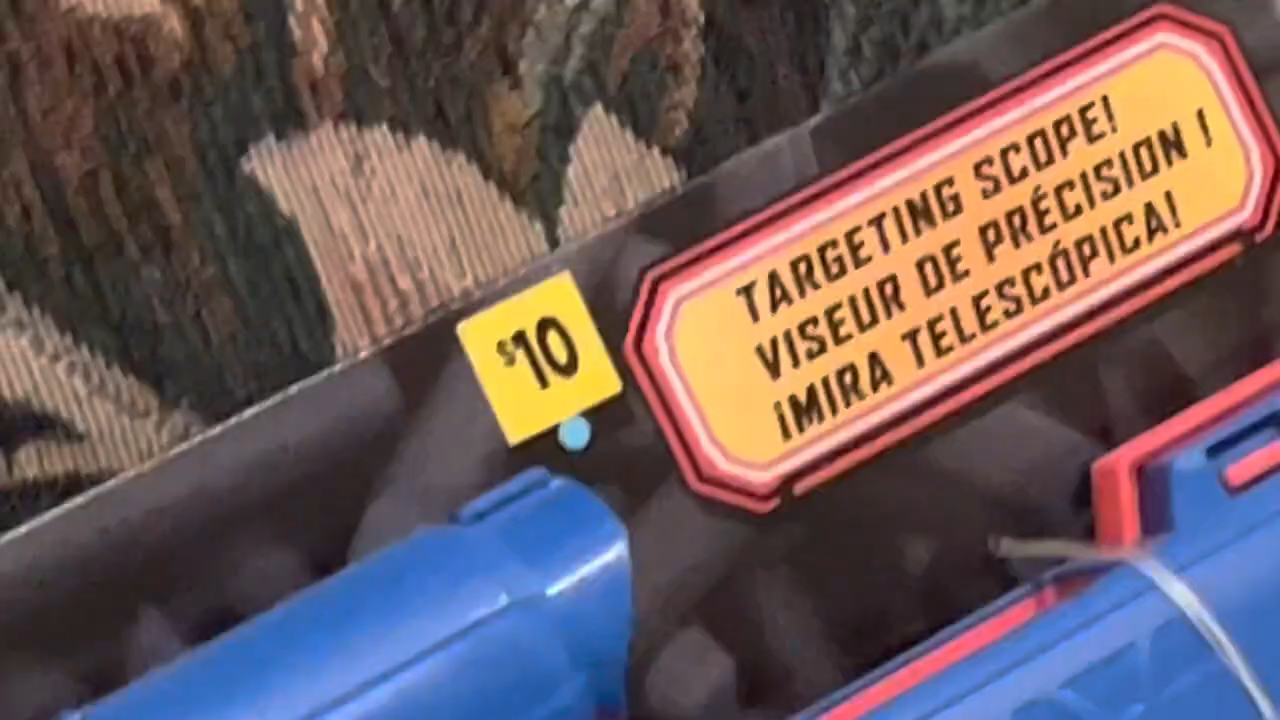 TARGETING SCOPE!
VISEUR DE PRÉCISION !
¡MIRA TELESCÓPICA!
$10